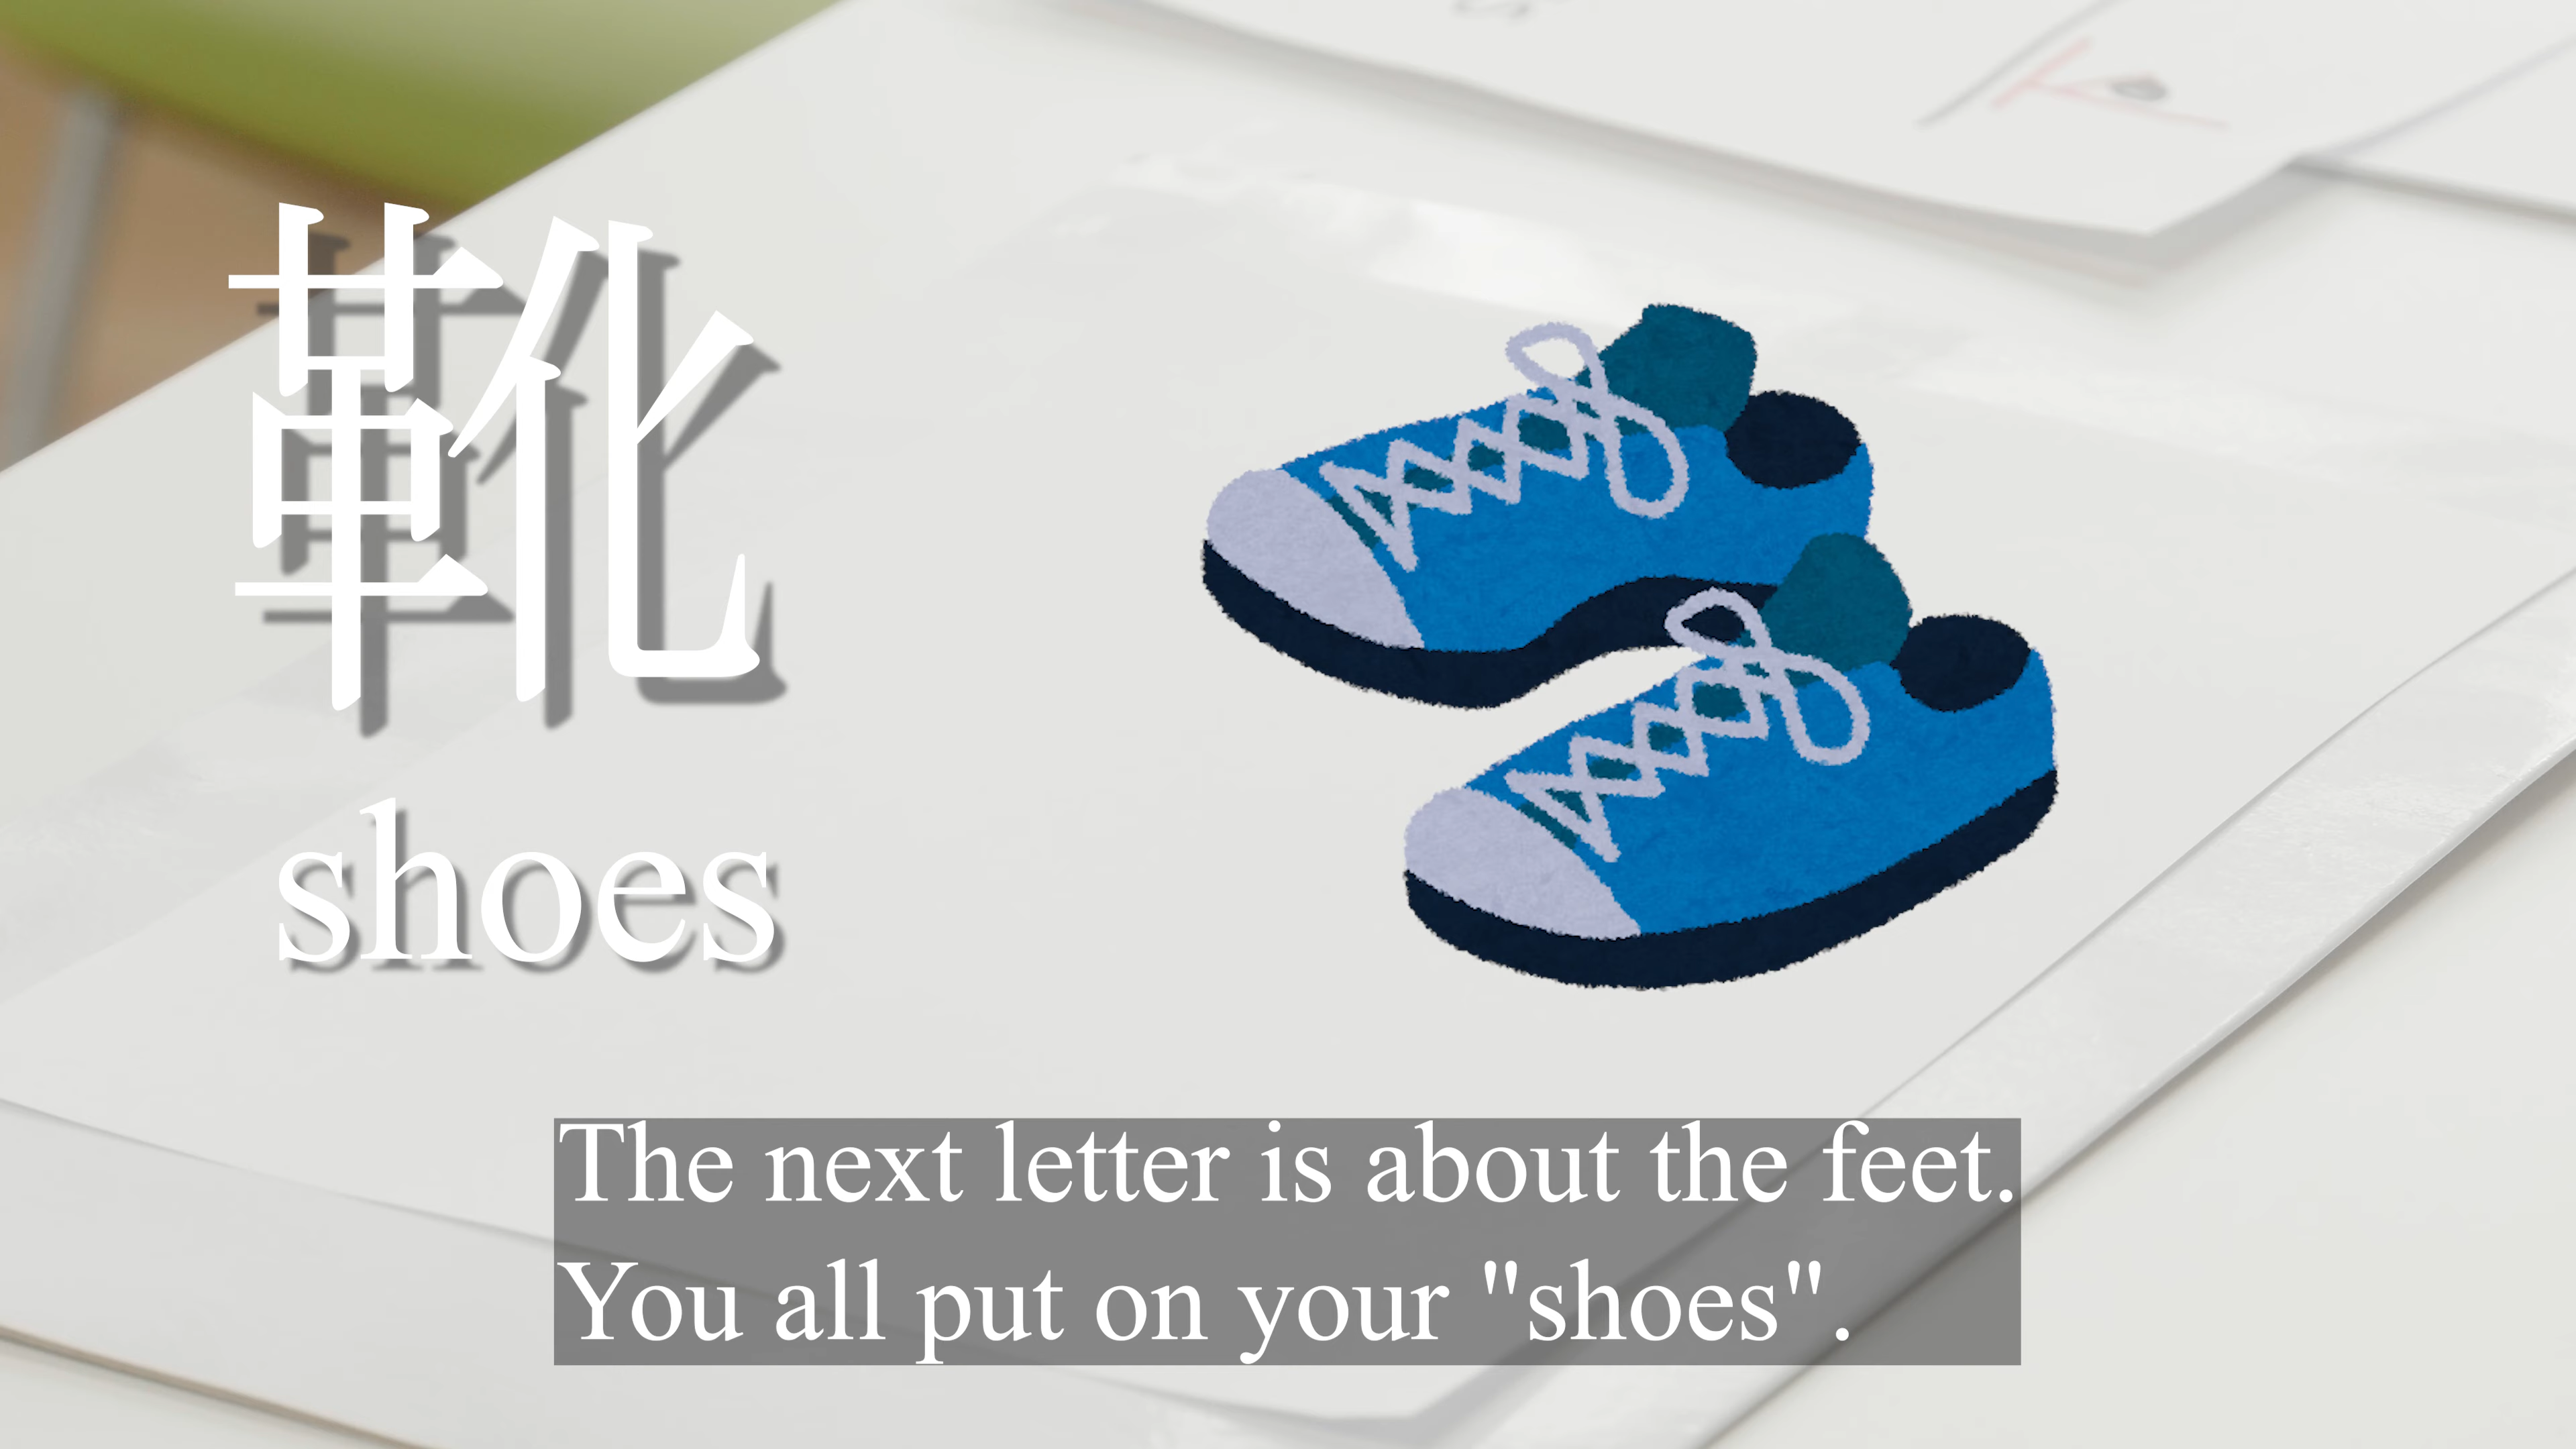 靴
shoes
The next letter is about the feet.
You all put on your "shoes".